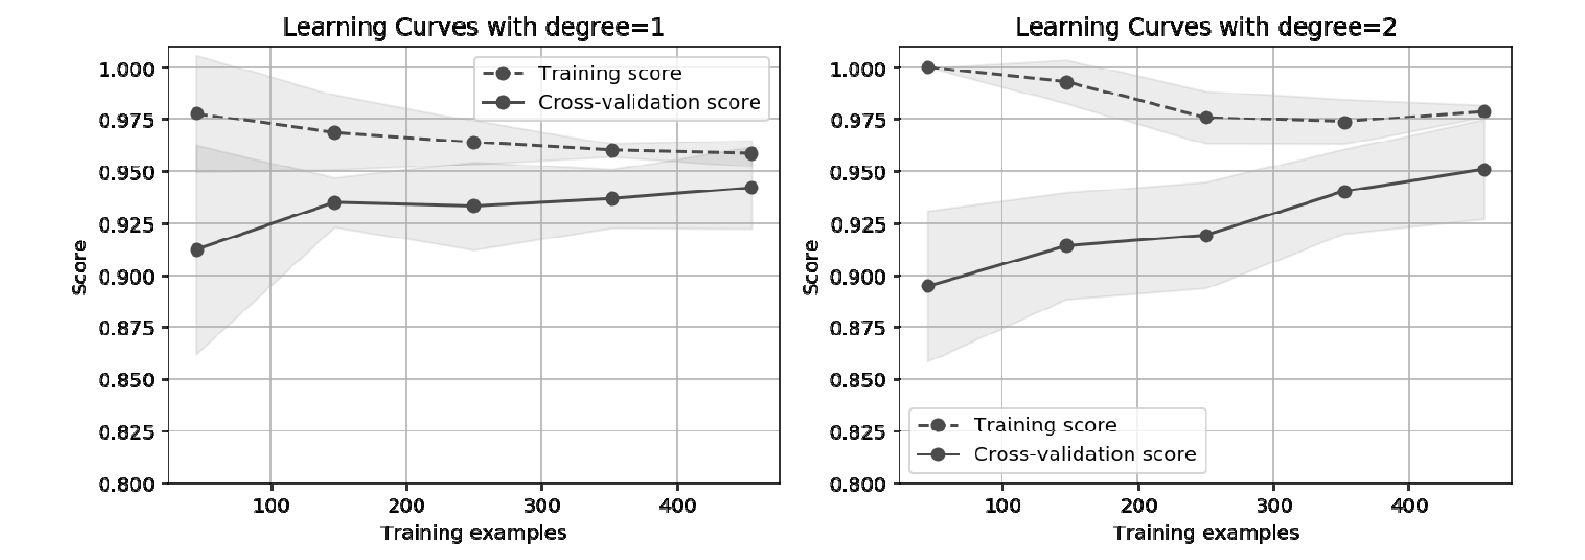 Learning Curves with degree=1
1.000
0.975
0.950
0.925
0.900
0.875
0.850
0.825
0.800
Score
Training score
Cross-validation score
100 200 300 400
Training examples
Learning Curves with degree=2
1.000
0.975
0.950
0.925
0.900
0.875
0.850
0.825
0.800
Score
Training score
Cross-validation score
100 200 300 400
Training examples